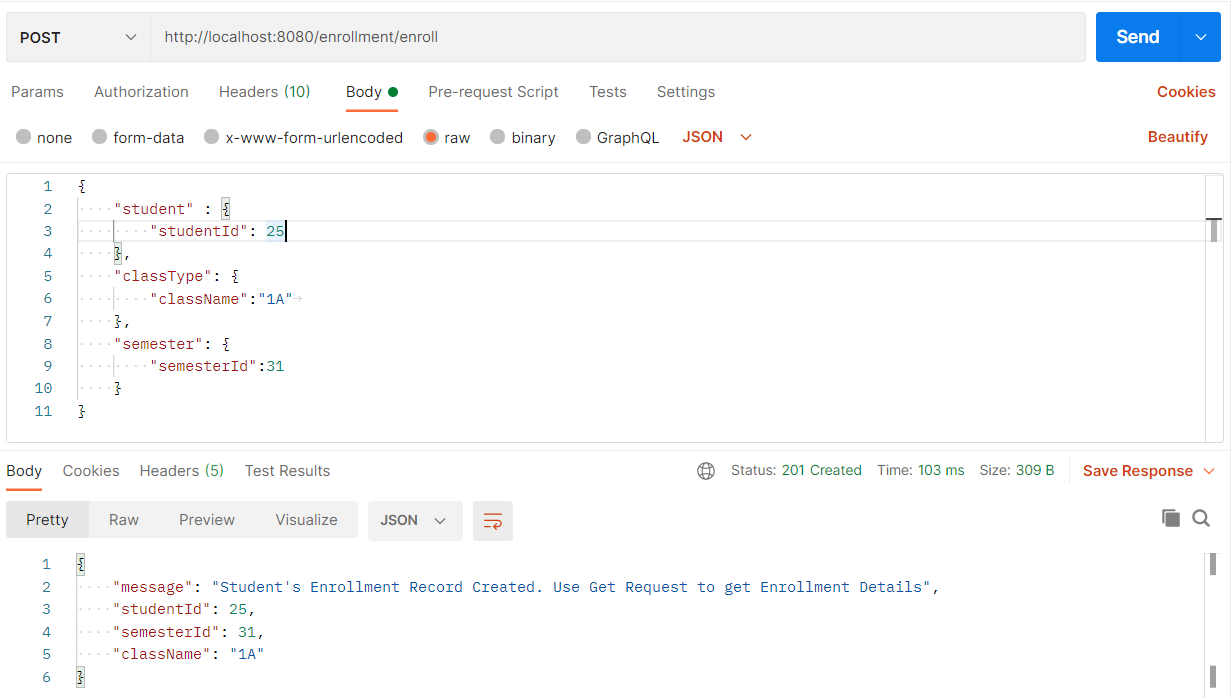 POST http://localhost:8080/enrollment/enroll Send
Params Authorization Headers (10) Body Pre-request Script Tests Settings Cookies
none form-data x-www-form-urlencoded raw binary GraphQL JSON Beautify
1 {
2 "student" : {
3 "studentId": 25
4 },
5 "classType": {
6 "className":"1A"
7 },
8 "semester": {
9 "semesterId":31
10 }
11 }
Body Cookies Headers (5) Test Results Status: 201 Created Time: 103 ms Size: 309 B Save Response
Pretty Raw Preview Visualize JSON
1 {
2 "message": "Student's Enrollment Record Created. Use Get Request to get Enrollment Details",
3 "studentId": 25,
4 "semesterId": 31,
5 "className": "1A"
6 }